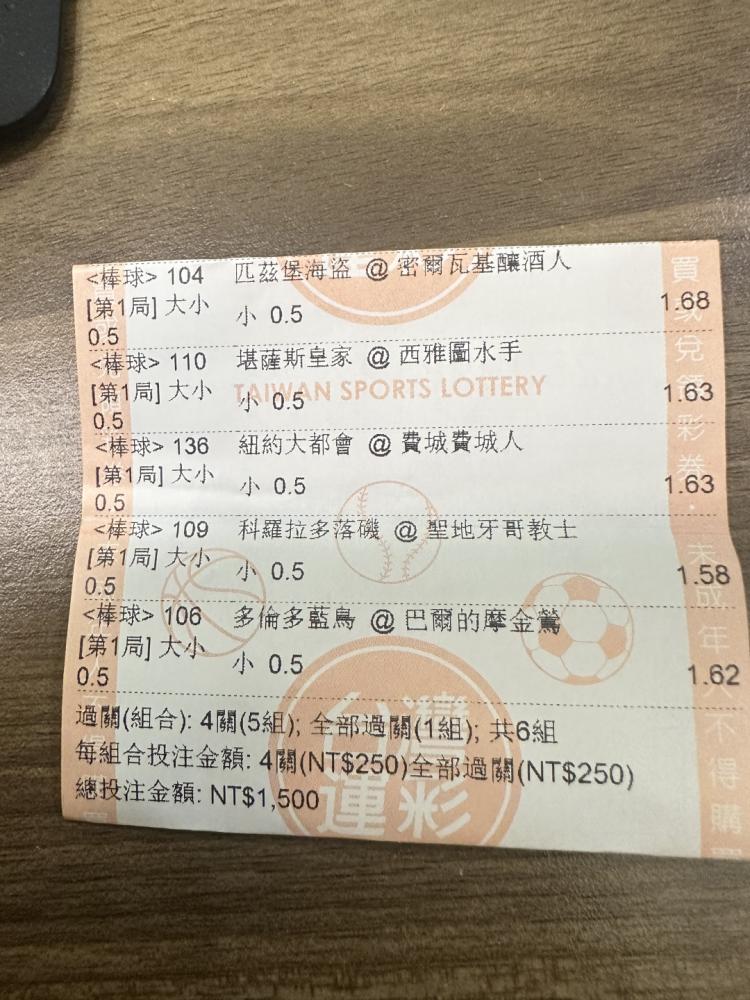 <棒球> 104 匹茲堡海盜 @ 密爾瓦基釀酒人
[第1局] 大小 小 0.5 1.68
0.5
<棒球> 110 堪薩斯皇家 @ 西雅圖水手
[第1局] 大小 小 0.5 1.63
0.5
TAIWAN SPORTS LOTTERY
<棒球> 136 紐約大都會 @ 費城費城人
[第1局] 大小 小 0.5 1.63
0.5
<棒球> 109 科羅拉多落磯 @ 聖地牙哥教士
[第1局] 大小 小 0.5 1.58
0.5
<棒球> 106 多倫多藍鳥 @ 巴爾的摩金鶯
[第1局] 大小 小 0.5 1.62
0.5
過關(組合): 4關(5組); 全部過關(1組); 共6組
每組合投注金額: 4關(NT$250)全部過關(NT$250)
總投注金額: NT$1,500
台灣
運彩